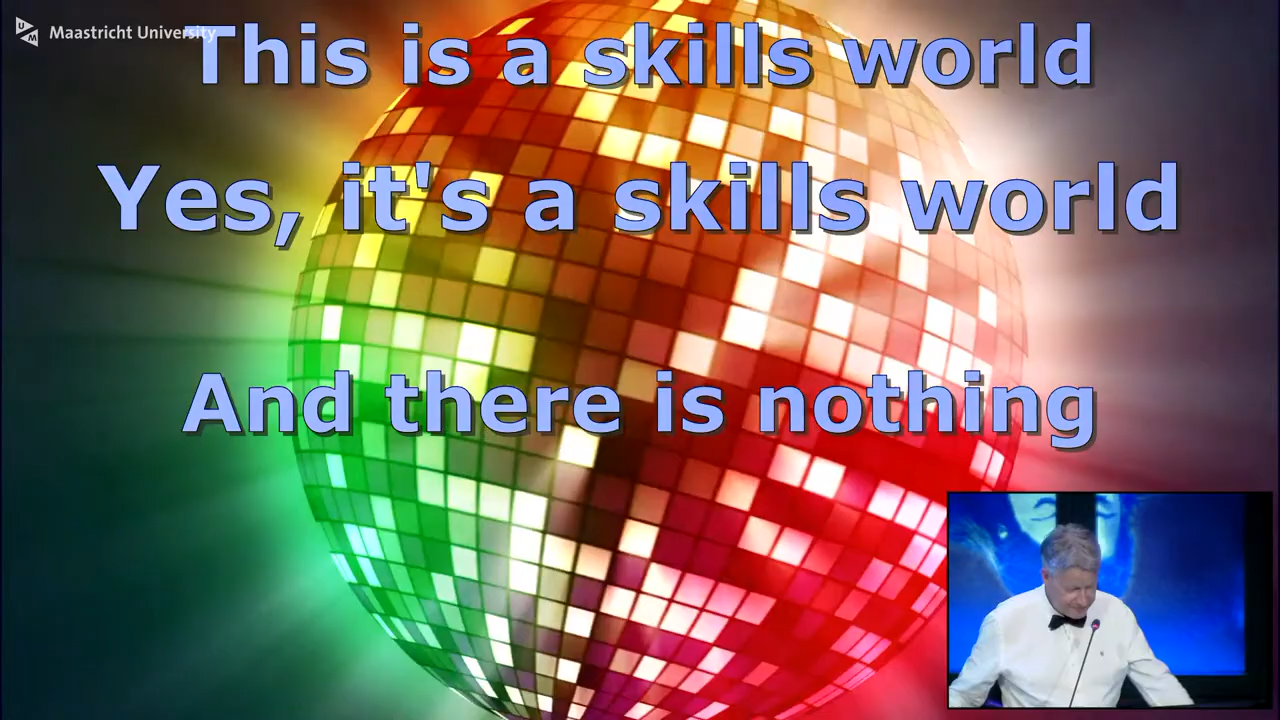 Maastricht University
This is a skills world
Yes, it's a skills world
And there is nothing